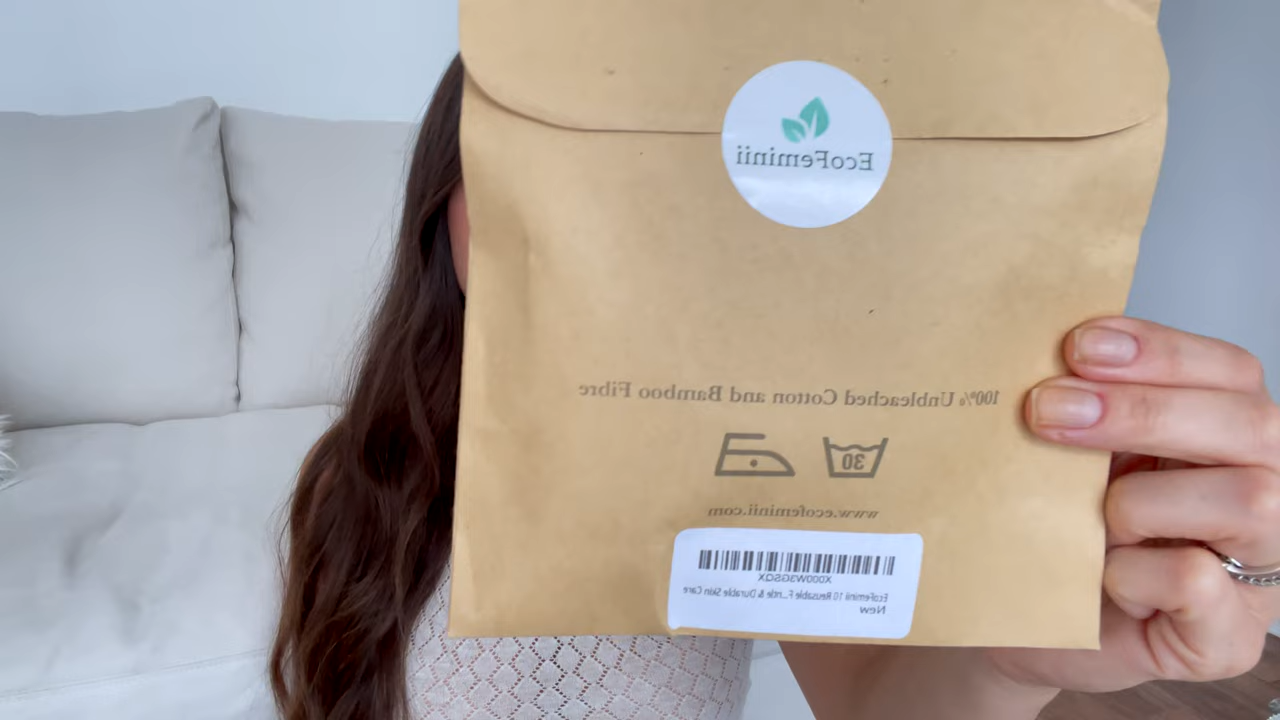 EcoFeminii
100% Unbleached Cotton and Bamboo Fibre
30
www.ecofeminii.com
X000W3GSQX
EcoFeminii 10 Reusable F...ntle & Durable Skin Care
New